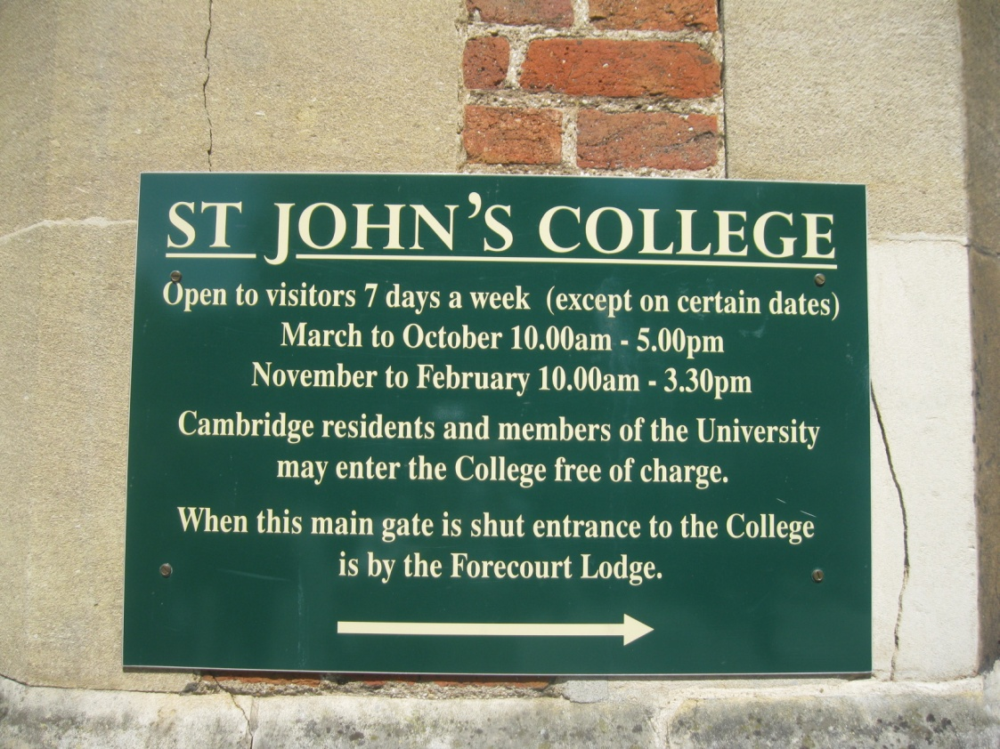 ST JOHN'S COLLEGE
Open to visitors 7 days a week (except on certain dates)
March to October 10.00am - 5.00pm
November to February 10.00am - 3.30pm
Cambridge residents and members of the University
may enter the College free of charge.
When this main gate is shut entrance to the College
is by the Forecourt Lodge.